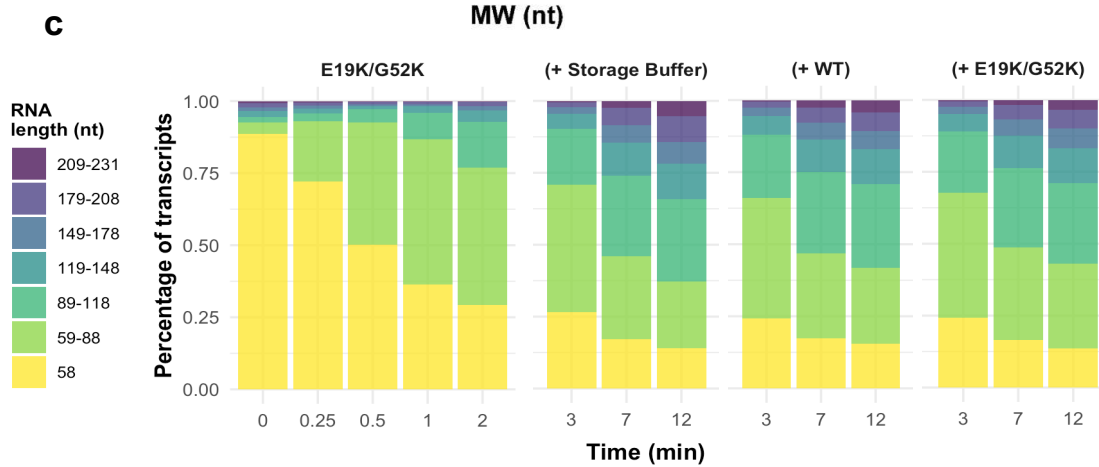 c
MW (nt)
E19K/G52K
(+ Storage Buffer)
(+ WT)
(+ E19K/G52K)
RNA
length (nt)
209-231
179-208
149-178
119-148
89-118
59-88
58
Percentage of transcripts
1.00
0.75
0.50
0.25
0.00
0 0.25 0.5 1 2
3 7 12
3 7 12
3 7 12
Time (min)